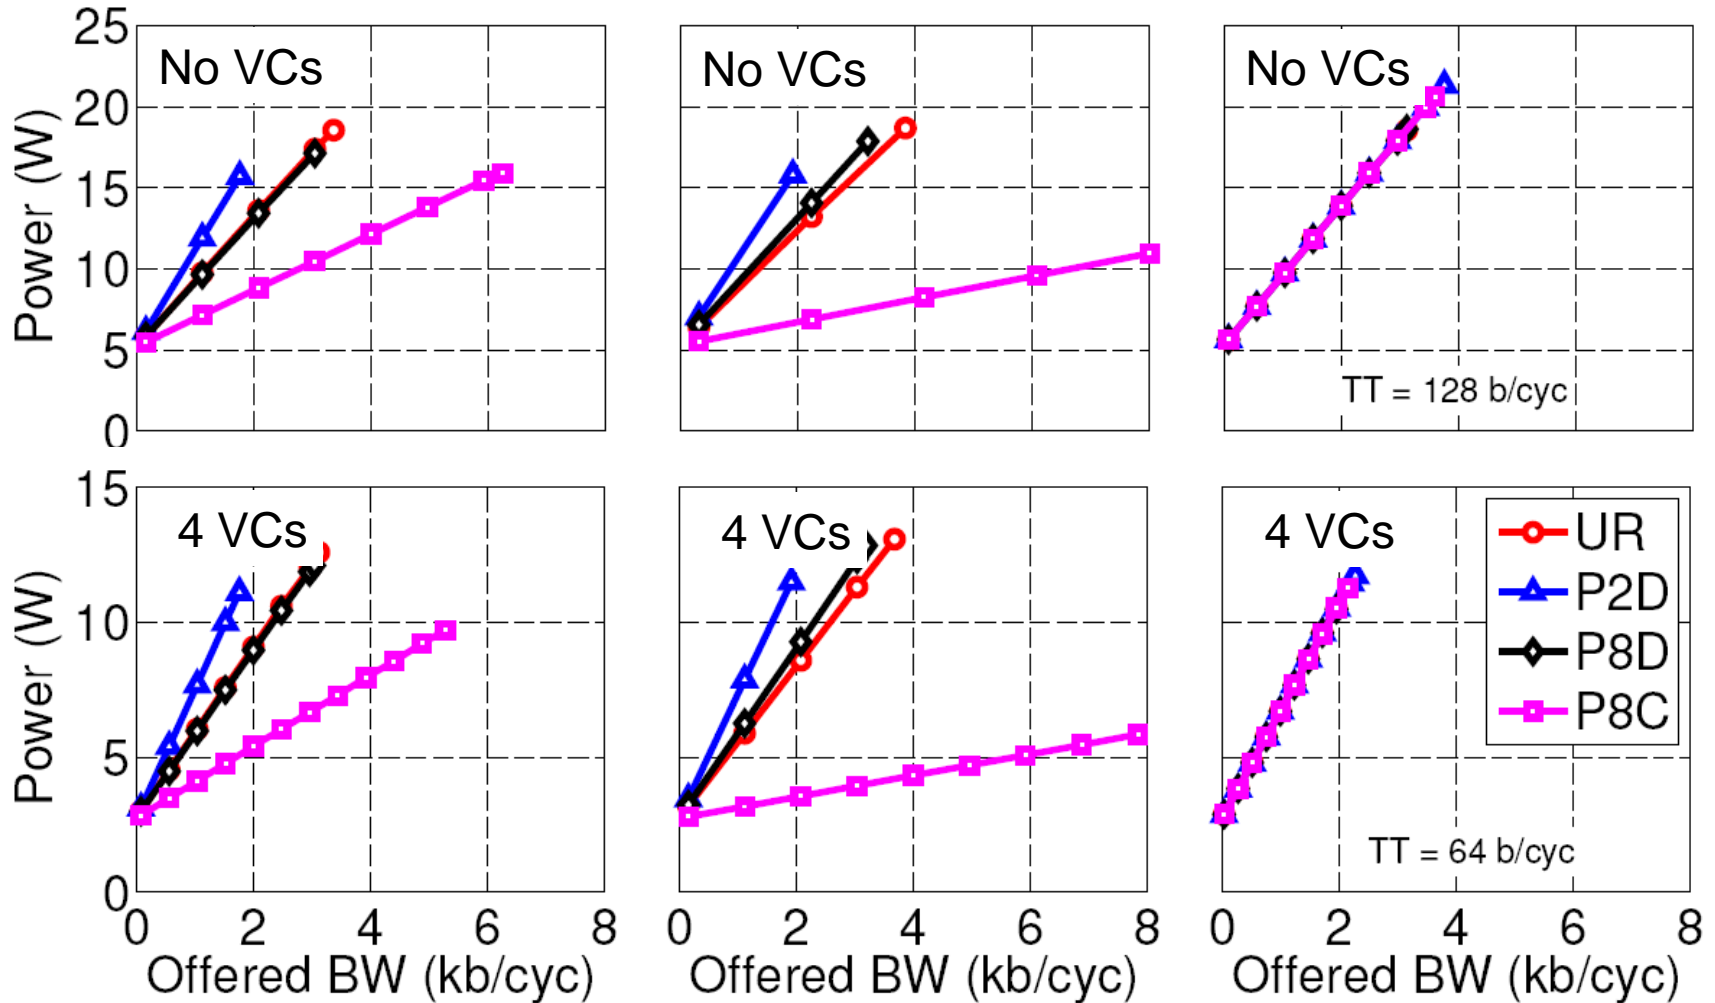 25
20
15
10
5
0
Power (W)
No VCs
No VCs
No VCs
TT = 128 b/cyc
15
10
5
0
Power (W)
4 VCs
4 VCs
4 VCs
UR
P2D
P8D
P8C
TT = 64 b/cyc
0 2 4 6 8
0 2 4 6 8
0 2 4 6 8
Offered BW (kb/cyc)
Offered BW (kb/cyc)
Offered BW (kb/cyc)